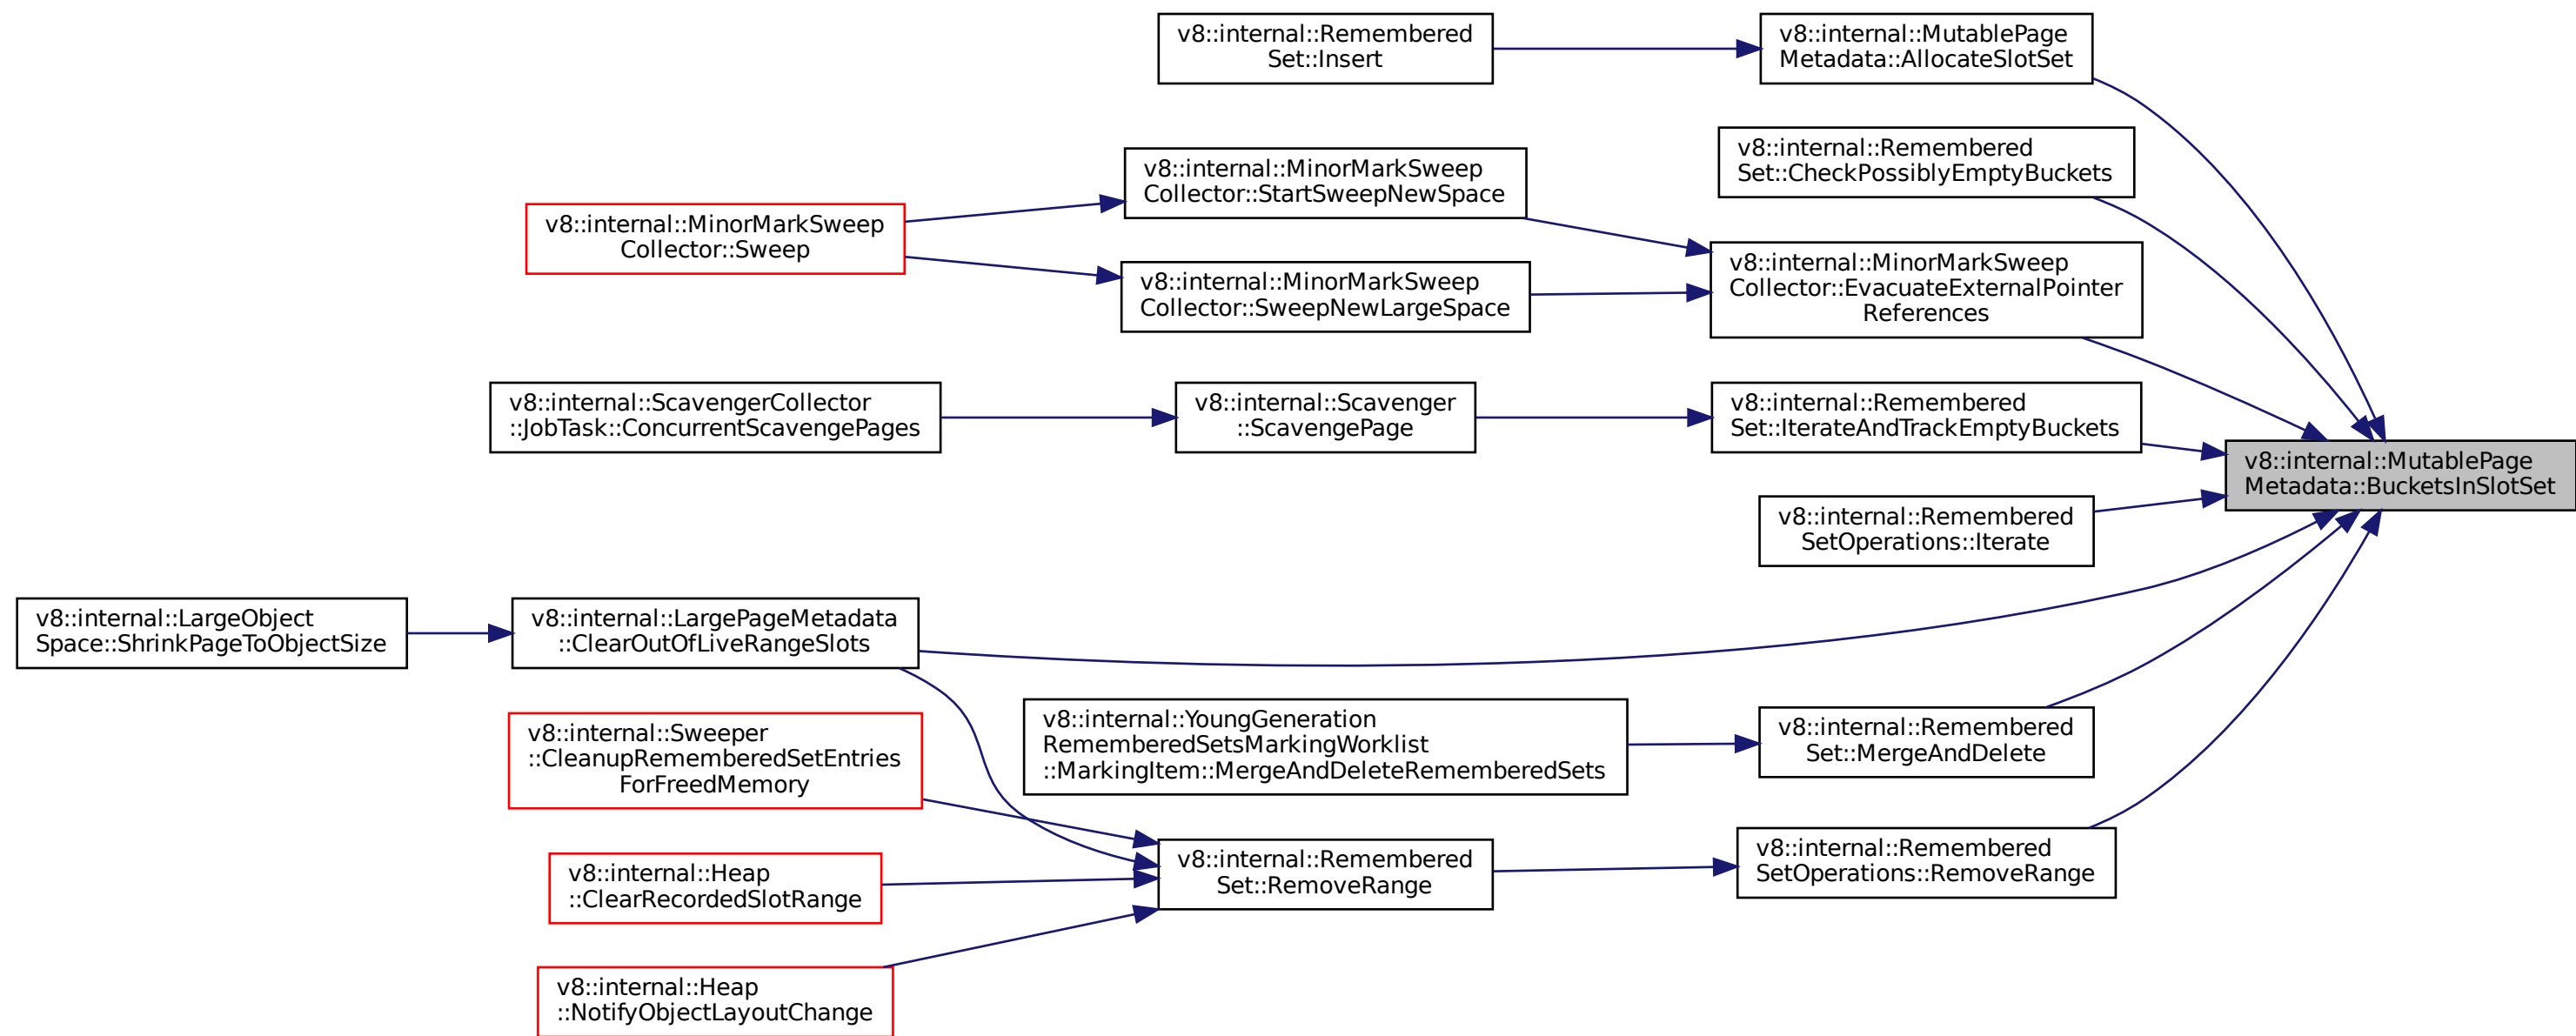 v8::internal::Remembered
Set::Insert
v8::internal::MutablePage
Metadata::AllocateSlotSet
v8::internal::Remembered
Set::CheckPossiblyEmptyBuckets
v8::internal::MinorMarkSweep
Collector::StartSweepNewSpace
v8::internal::MinorMarkSweep
Collector::Sweep
v8::internal::MinorMarkSweep
Collector::SweepNewLargeSpace
v8::internal::MinorMarkSweep
Collector::EvacuateExternalPointer
References
v8::internal::ScavengerCollector
::JobTask::ConcurrentScavengePages
v8::internal::Scavenger
::ScavengePage
v8::internal::Remembered
Set::IterateAndTrackEmptyBuckets
v8::internal::MutablePage
Metadata::BucketsInSlotSet
v8::internal::Remembered
SetOperations::Iterate
v8::internal::LargeObject
Space::ShrinkPageToObjectSize
v8::internal::LargePageMetadata
::ClearOutOfLiveRangeSlots
v8::internal::Sweeper
::CleanupRememberedSetEntries
ForFreedMemory
v8::internal::YoungGeneration
RememberedSetsMarkingWorklist
::MarkingItem::MergeAndDeleteRememberedSets
v8::internal::Remembered
Set::MergeAndDelete
v8::internal::Heap
::ClearRecordedSlotRange
v8::internal::Remembered
Set::RemoveRange
v8::internal::Remembered
SetOperations::RemoveRange
v8::internal::Heap
::NotifyObjectLayoutChange